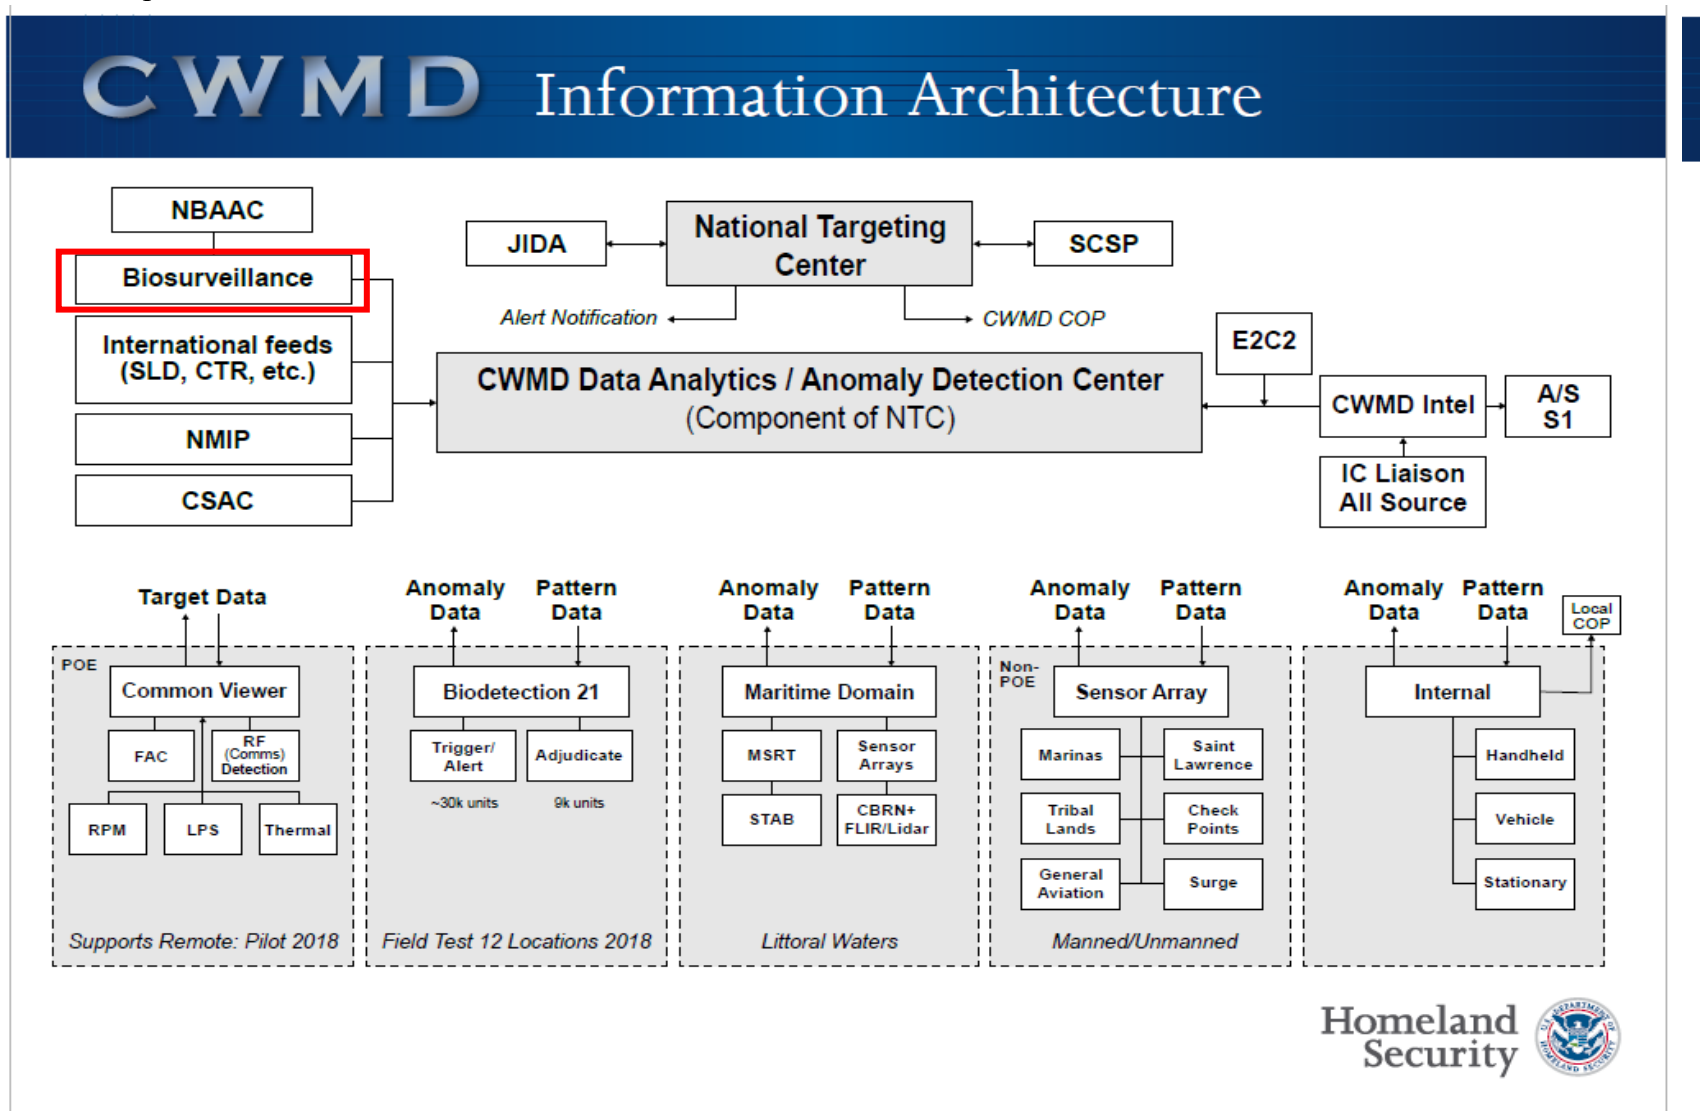 CWMD Information Architecture
NBAAC
Biosurveillance
International feeds
(SLD, CTR, etc.)
NMIP
CSAC
JIDA
National Targeting
Center
SCSP
Alert Notification
CWMD COP
CWMD Data Analytics / Anomaly Detection Center
(Component of NTC)
E2C2
CWMD Intel
A/S
S1
IC Liaison
All Source
Target Data
POE
Common Viewer
FAC
RF
(Comms)
Detection
RPM
LPS
Thermal
Supports Remote: Pilot 2018
Anomaly
Data
Pattern
Data
Biodetection 21
Trigger/
Alert
Adjudicate
~30k units
9k units
Field Test 12 Locations 2018
Anomaly
Data
Pattern
Data
Maritime Domain
MSRT
Sensor
Arrays
STAB
CBRN+
FLIR/Lidar
Littoral Waters
Anomaly
Data
Pattern
Data
Non-
POE
Sensor Array
Marinas
Saint
Lawrence
Tribal
Lands
Check
Points
General
Aviation
Surge
Manned/Unmanned
Anomaly
Data
Pattern
Data
Local
COP
Internal
Handheld
Vehicle
Stationary
Homeland
Security